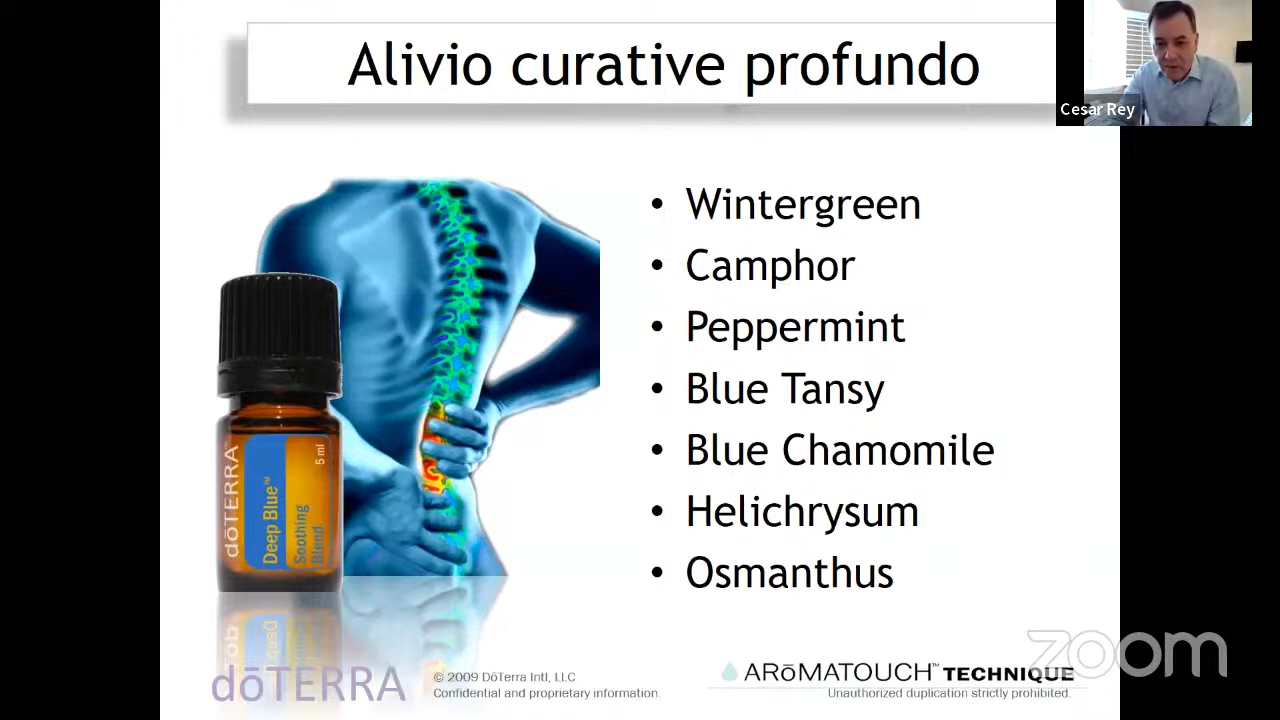 Alivio curative profundo
Cesar Rey
• Wintergreen
• Camphor
• Peppermint
• Blue Tansy
• Blue Chamomile
• Helichrysum
• Osmanthus
dōTERRA™
Deep Blue™
Soothing
Blend
5 ml
dōTERRA
© 2009 DōTerra Intl, LLC
Confidential and proprietary information.
ARōMATOUCH™ TECHNIQUE
Unauthorized duplication strictly prohibited.
zoom